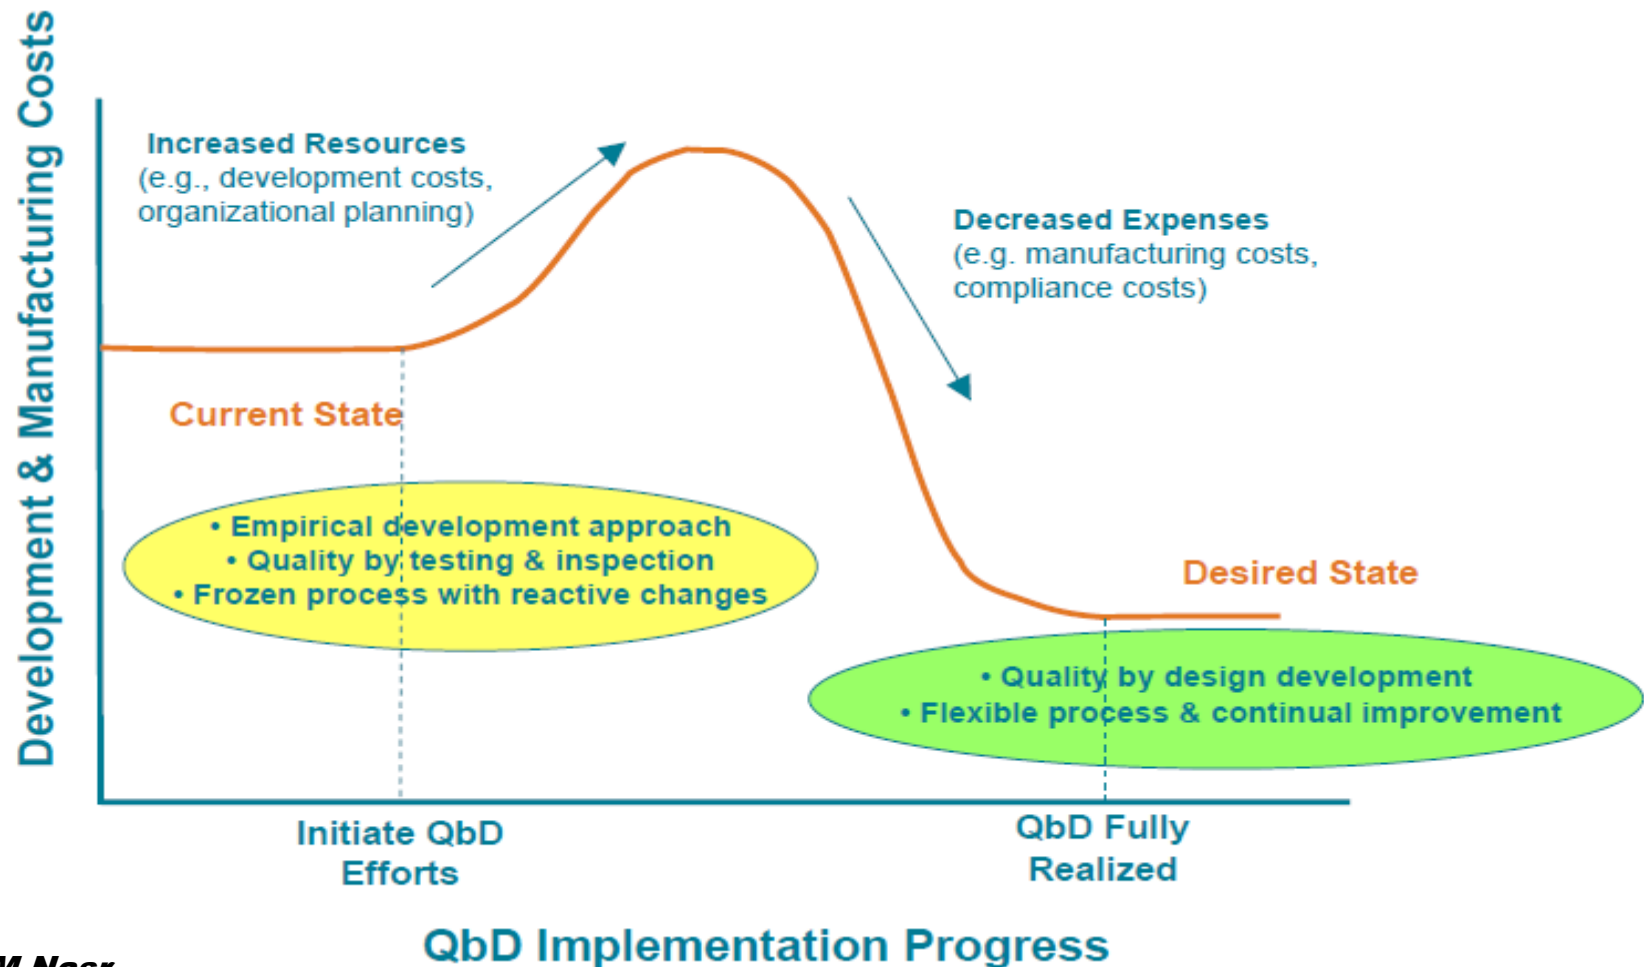 Development & Manufacturing Costs
Increased Resources
(e.g., development costs,
organizational planning)
Decreased Expenses
(e.g. manufacturing costs,
compliance costs)
Current State
• Empirical development approach
• Quality by testing & inspection
• Frozen process with reactive changes
Desired State
• Quality by design development
• Flexible process & continual improvement
Initiate QbD
Efforts
QbD Fully
Realized
QbD Implementation Progress